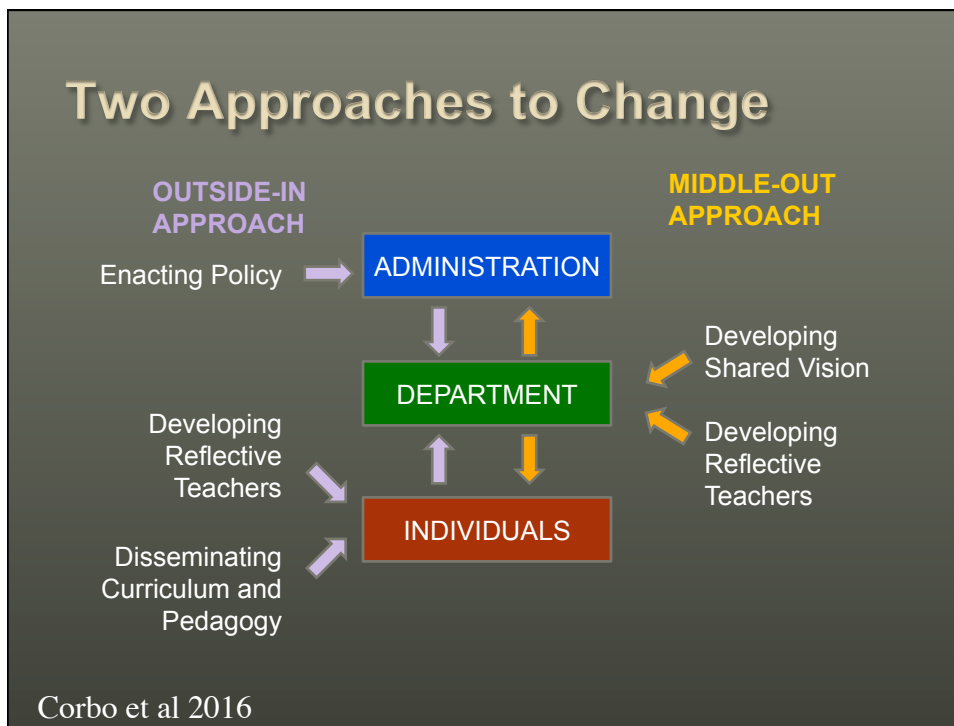 Two Approaches to Change
OUTSIDE-IN
APPROACH
MIDDLE-OUT
APPROACH
Enacting Policy
ADMINISTRATION
Developing
Shared Vision
DEPARTMENT
Developing
Reflective
Teachers
Developing
Reflective
Teachers
INDIVIDUALS
Disseminating
Curriculum and
Pedagogy
Corbo et al 2016